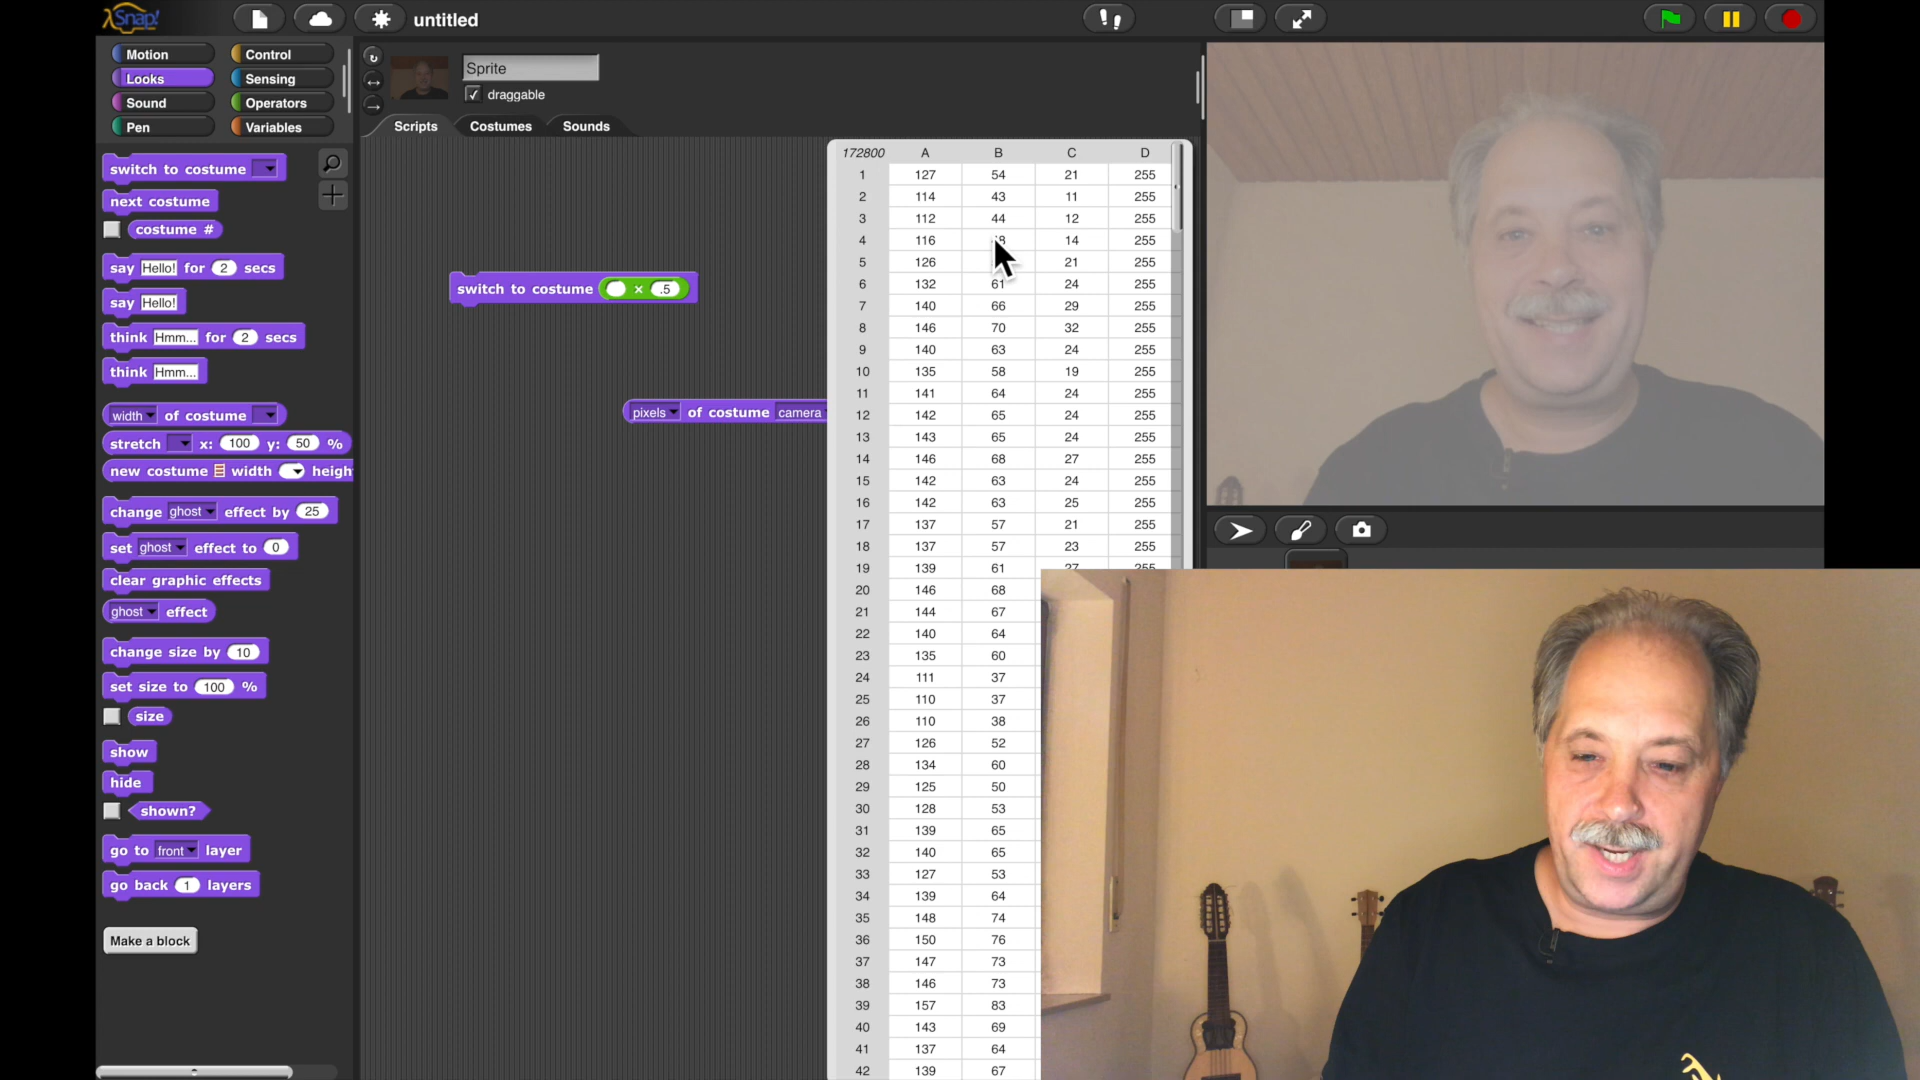 λSnap! untitled
Motion Control
Looks Sensing
Sound Operators
Pen Variables
Sprite
draggable
Scripts Costumes Sounds
switch to costume
next costume
costume #
say Hello! for 2 secs
say Hello!
think Hmm... for 2 secs
think Hmm...
width of costume
stretch x: 100 y: 50 %
new costume width heigh
change ghost effect by 25
set ghost effect to 0
clear graphic effects
ghost effect
change size by 10
set size to 100 %
size
show
hide
shown?
go to front layer
go back 1 layers
Make a block
switch to costume × .5
pixels of costume camera
172800 A B C D
1 127 54 21 255
2 114 43 11 255
3 112 44 12 255
4 116 14 255
5 126 21 255
6 132 61 24 255
7 140 66 29 255
8 146 70 32 255
9 140 63 24 255
10 135 58 19 255
11 141 64 24 255
12 142 65 24 255
13 143 65 24 255
14 146 68 27 255
15 142 63 24 255
16 142 63 25 255
17 137 57 21 255
18 137 57 23 255
19 139 61 27 255
20 146 68
21 144 67
22 140 64
23 135 60
24 111 37
25 110 37
26 110 38
27 126 52
28 134 60
29 125 50
30 128 53
31 139 65
32 140 65
33 127 53
34 139 64
35 148 74
36 150 76
37 147 73
38 146 73
39 157 83
40 143 69
41 137 64
42 139 67